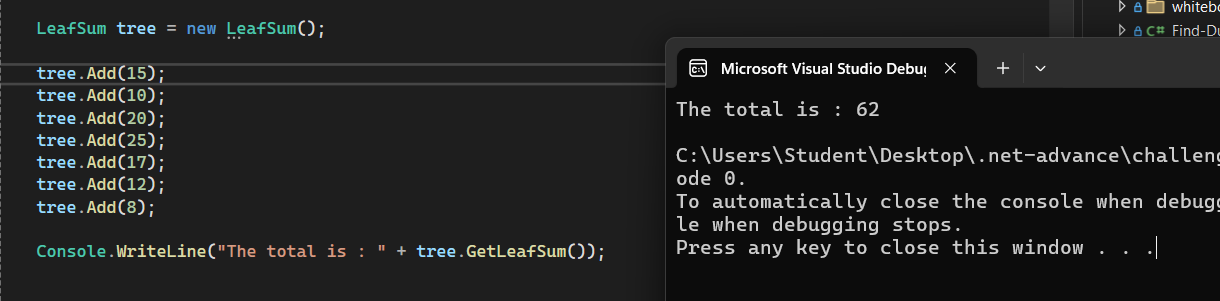 LeafSum tree = new LeafSum();
tree.Add(15);
tree.Add(10);
tree.Add(20);
tree.Add(25);
tree.Add(17);
tree.Add(12);
tree.Add(8);
Console.WriteLine("The total is : " + tree.GetLeafSum());
whitebo
C# Find-Du
Microsoft Visual Studio Debu
The total is : 62
C:\Users\Student\Desktop\.net-advance\challeng
ode 0.
To automatically close the console when debugg
le when debugging stops.
Press any key to close this window . . .